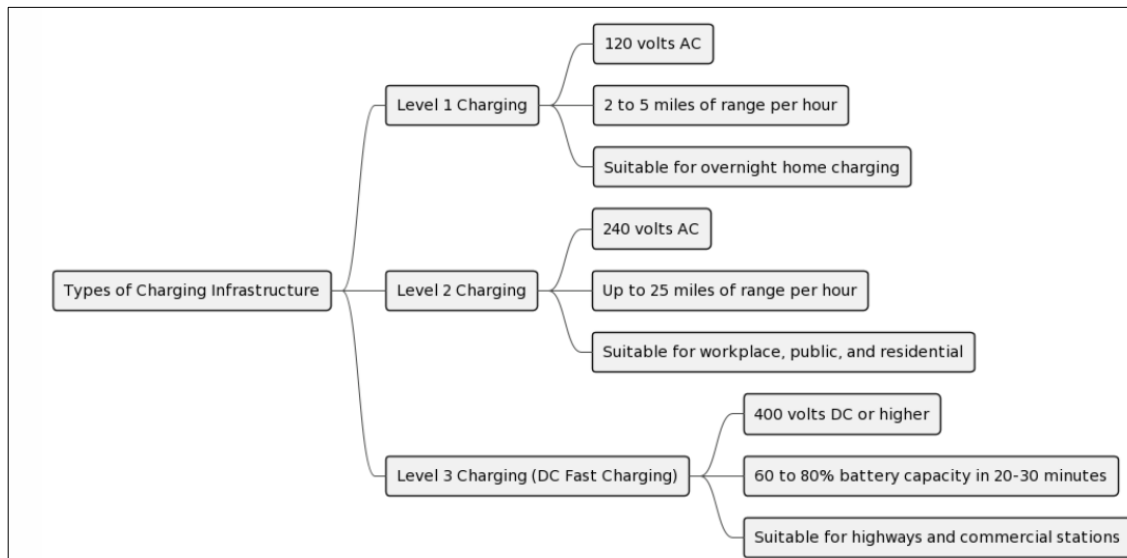 Types of Charging Infrastructure
Level 1 Charging
120 volts AC
2 to 5 miles of range per hour
Suitable for overnight home charging
Level 2 Charging
240 volts AC
Up to 25 miles of range per hour
Suitable for workplace, public, and residential
Level 3 Charging (DC Fast Charging)
400 volts DC or higher
60 to 80% battery capacity in 20-30 minutes
Suitable for highways and commercial stations